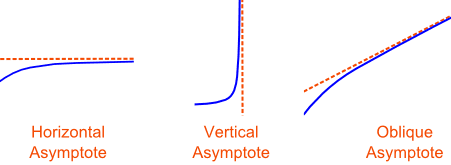 Horizontal
Asymptote
Vertical
Asymptote
Oblique
Asymptote